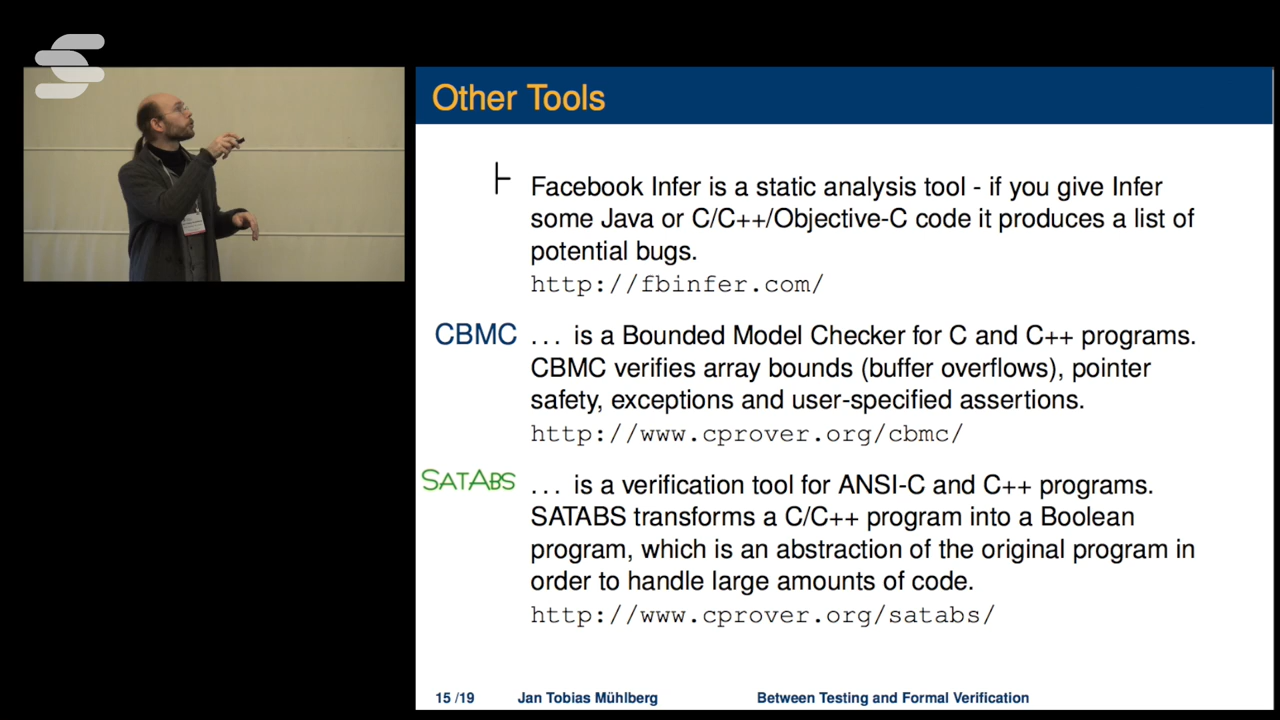 Other Tools
Facebook Infer is a static analysis tool - if you give Infer
some Java or C/C++/Objective-C code it produces a list of
potential bugs.
http://fbinfer.com/
CBMC ... is a Bounded Model Checker for C and C++ programs.
CBMC verifies array bounds (buffer overflows), pointer
safety, exceptions and user-specified assertions.
http://www.cprover.org/cbmc/
SATABS ... is a verification tool for ANSI-C and C++ programs.
SATABS transforms a C/C++ program into a Boolean
program, which is an abstraction of the original program in
order to handle large amounts of code.
http://www.cprover.org/satabs/
15 /19 Jan Tobias Mühlberg Between Testing and Formal Verification